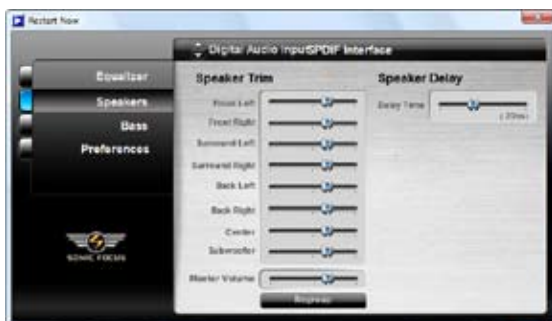 Restart Now
Digital Audio Input/SPDIF Interface
Equalizer
Speakers
Bass
Preferences
SONIC FOCUS
Speaker Trim
Front Left
Front Right
Surround Left
Surround Right
Back Left
Back Right
Center
Subwoofer
Master Volume
Speaker Delay
Delay Time